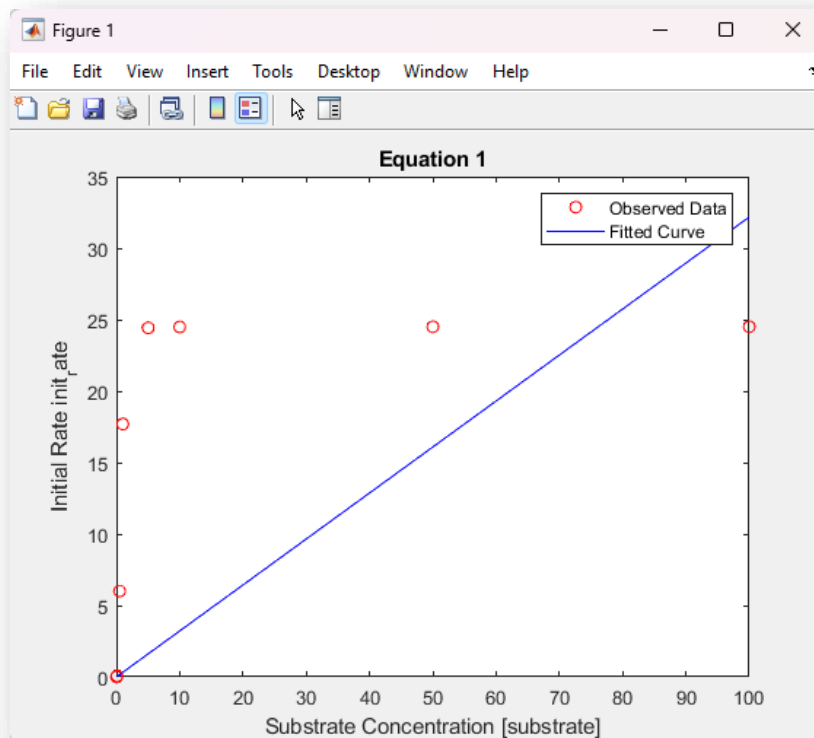 Figure 1
File Edit View Insert Tools Desktop Window Help
Equation 1
Observed Data
Fitted Curve
35
30
25
20
15
10
5
0
Initial Rate init_rate
0 10 20 30 40 50 60 70 80 90 100
Substrate Concentration [substrate]